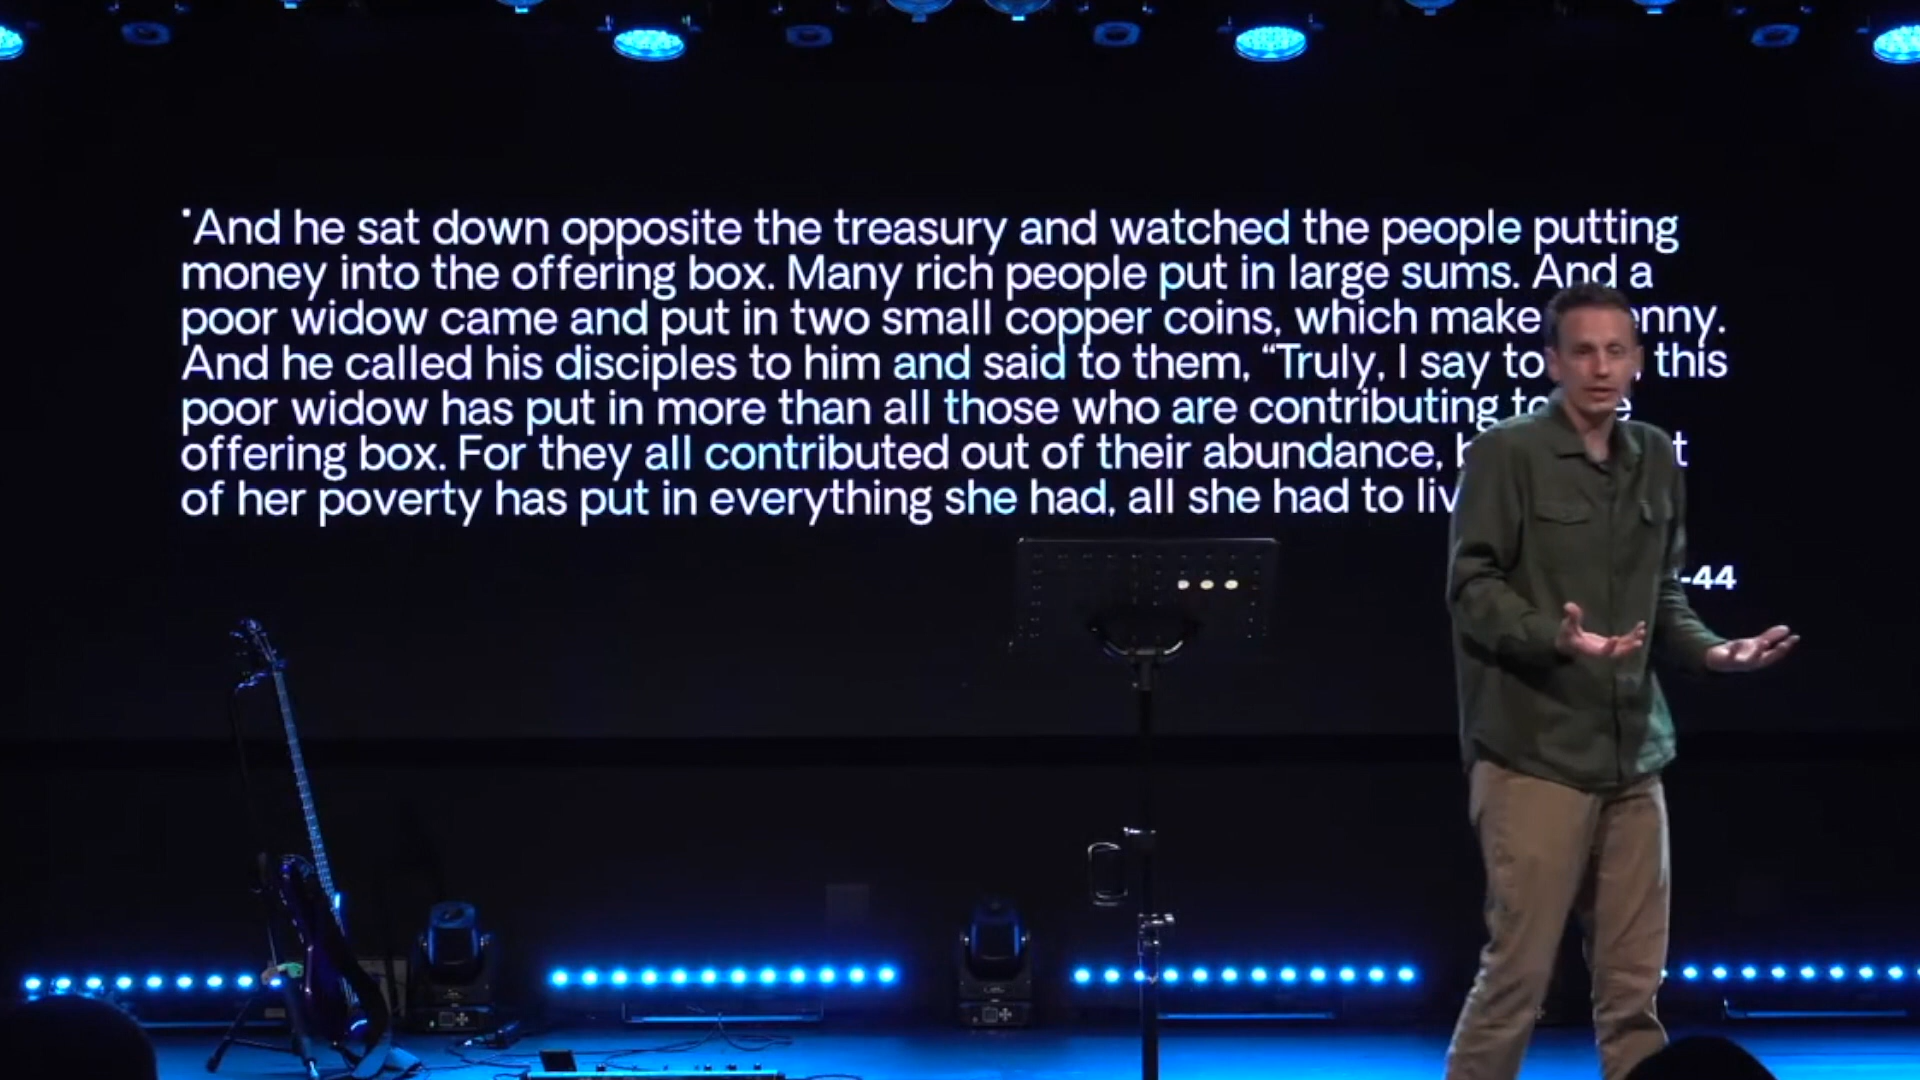 "And he sat down opposite the treasury and watched the people putting
money into the offering box. Many rich people put in large sums. And a
poor widow came and put in two small copper coins, which make enny.
And he called his disciples to him and said to them, “Truly, I say to this
poor widow has put in more than all those who are contributing to
offering box. For they all contributed out of their abundance,
of her poverty has put in everything she had, all she had to liv
-44